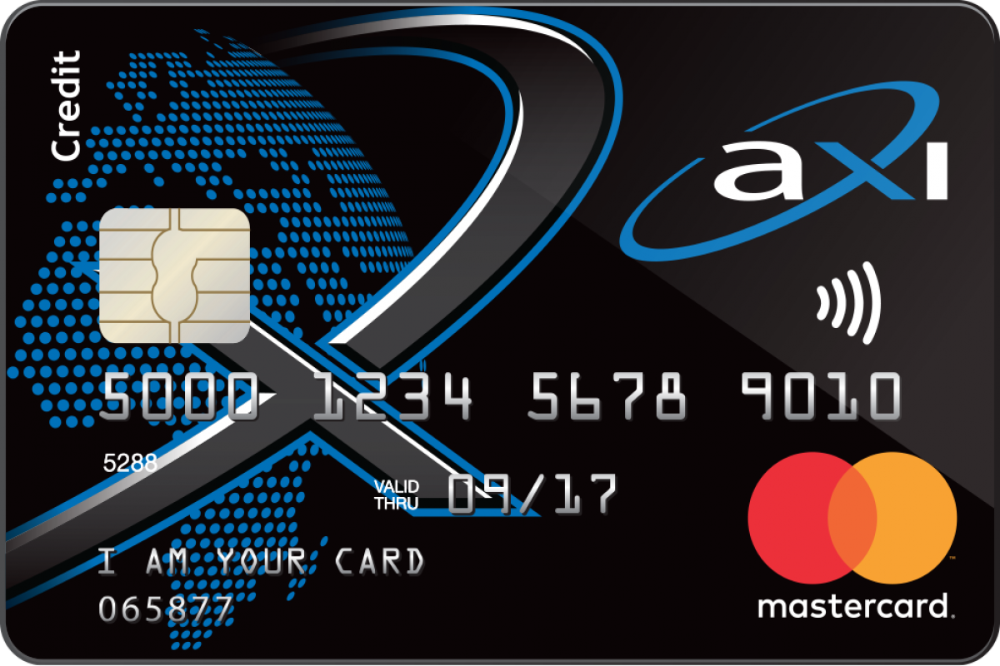 Credit
axi
5000 1234 5678 9010
5288
VALID
THRU
09/17
I AM YOUR CARD
065877
mastercard.